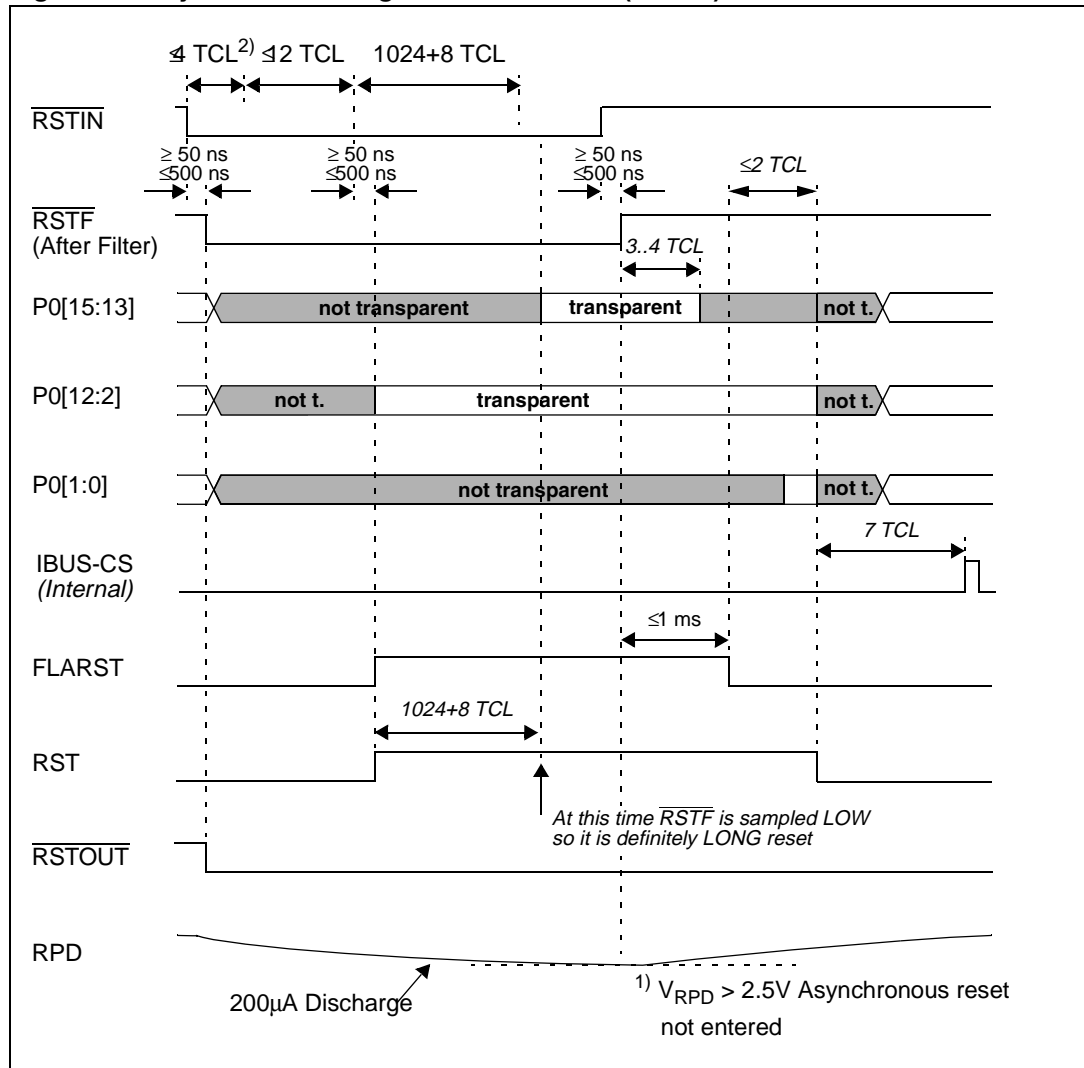 ≤4 TCL2) ≤12 TCL 1024+8 TCL
RSTIN
≥ 50 ns ≥ 50 ns ≥ 50 ns
≤500 ns ≤500 ns ≤500 ns
≤2 TCL
RSTF
(After Filter)
3..4 TCL
P0[15:13] not transparent transparent not t.
P0[12:2] not t. transparent not t.
P0[1:0] not transparent not t.
7 TCL
IBUS-CS
(Internal)
≤1 ms
FLARST
1024+8 TCL
RST
At this time RSTF is sampled LOW
so it is definitely LONG reset
RSTOUT
RPD
200µA Discharge
1) VRPD > 2.5V Asynchronous reset
not entered